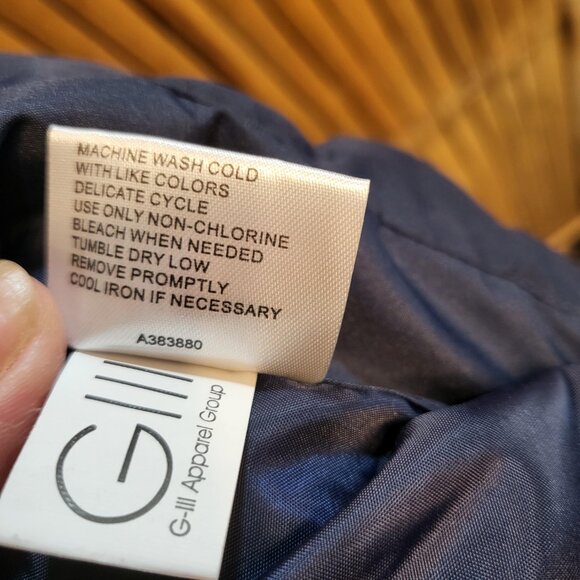 MACHINE WASH COLD
WITH LIKE COLORS
DELICATE CYCLE
USE ONLY NON-CHLORINE
BLEACH WHEN NEEDED
TUMBLE DRY LOW
REMOVE PROMPTLY
COOL IRON IF NECESSARY
A383880
GIII
G-III Apparel Group